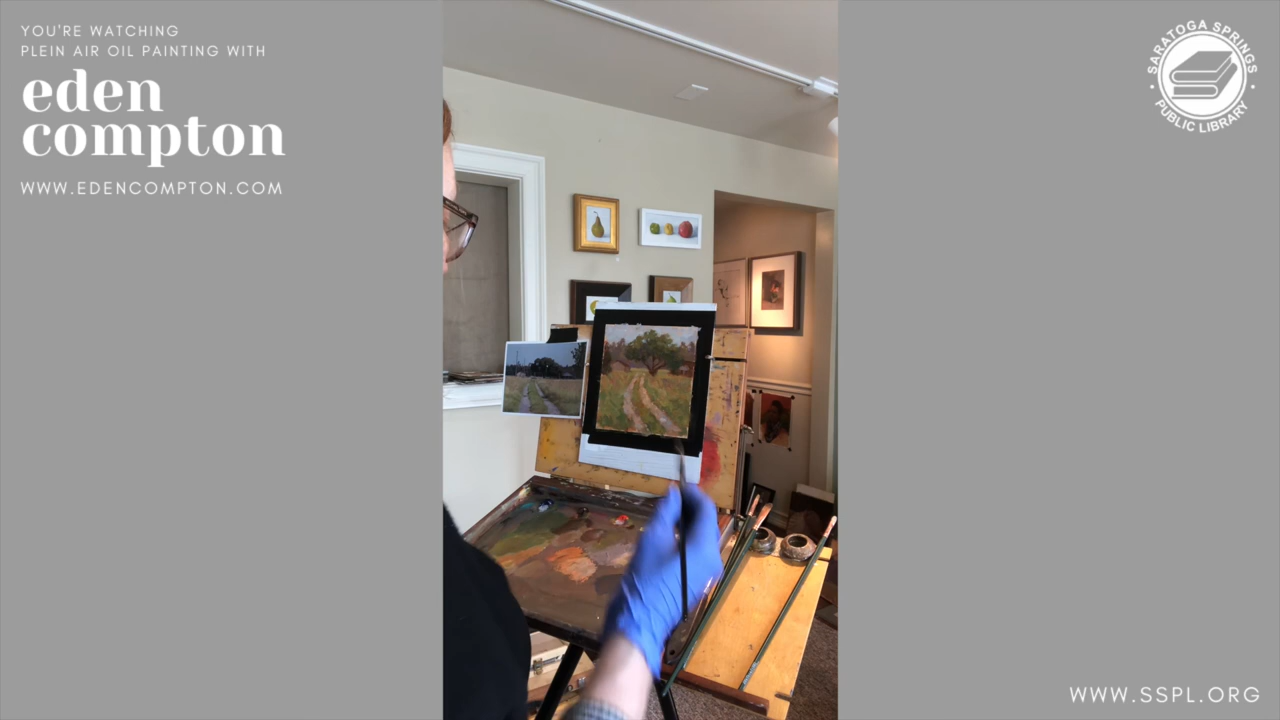 YOU'RE WATCHING
PLEIN AIR OIL PAINTING WITH
eden
compton
WWW.EDENCOMPTON.COM
SARATOGA SPRINGS
PUBLIC LIBRARY
WWW.SSPL.ORG